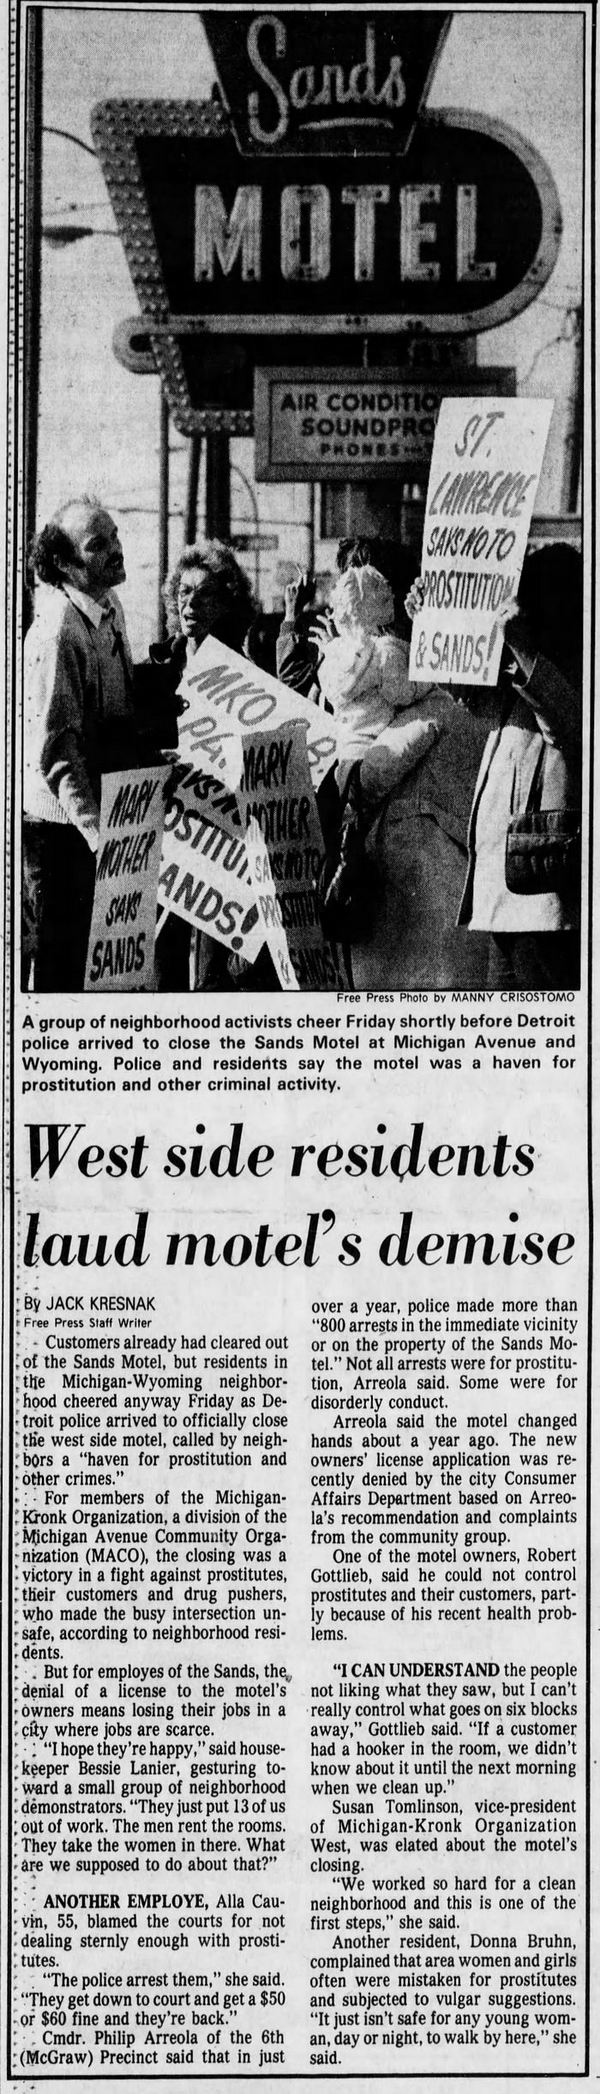 Sands
MOTEL
AIR CONDITIO
SOUNDPRO
PHONES
ST.
LAWRENCE
SAYS NO TO
PROSTITUTION
& SANDS!
MKO
MARY
MOTHER
SAYS
SANDS
OSTITU
ANDS!
MARY
MOTHER
SAYS NO TO
PROSTITU
& SANDS!
Free Press Photo by MANNY CRISOSTOMO
A group of neighborhood activists cheer Friday shortly before Detroit
police arrived to close the Sands Motel at Michigan Avenue and
Wyoming. Police and residents say the motel was a haven for
prostitution and other criminal activity.
West side residents
laud motel's demise
By JACK KRESNAK
Free Press Staff Writer
Customers already had cleared out
of the Sands Motel, but residents in
the Michigan-Wyoming neighbor-
hood cheered anyway Friday as De-
troit police arrived to officially close
the west side motel, called by neigh-
bors a “haven for prostitution and
other crimes.”
For members of the Michigan-
Kronk Organization, a division of the
Michigan Avenue Community Orga-
nization (MACO), the closing was a
victory in a fight against prostitutes,
their customers and drug pushers,
who made the busy intersection un-
safe, according to neighborhood resi-
dents.
But for employes of the Sands, the
denial of a license to the motel's
owners means losing their jobs in a
city where jobs are scarce.
“I hope they're happy,” said house-
keeper Bessie Lanier, gesturing to-
ward a small group of neighborhood
demonstrators. “They just put 13 of us
out of work. The men rent the rooms.
They take the women in there. What
are we supposed to do about that?”
ANOTHER EMPLOYE, Alla Cau-
vin, 55, blamed the courts for not
dealing sternly enough with prosti-
tutes.
“The police arrest them,” she said.
“They get down to court and get a $50
or $60 fine and they're back.”
Cmdr. Philip Arreola of the 6th
(McGraw) Precinct said that in just
over a year, police made more than
“800 arrests in the immediate vicinity
or on the property of the Sands Mo-
tel.” Not all arrests were for prostitu-
tion, Arreola said. Some were for
disorderly conduct.
Arreola said the motel changed
hands about a year ago. The new
owners' license application was re-
cently denied by the city Consumer
Affairs Department based on Arreo-
la's recommendation and complaints
from the community group.
One of the motel owners, Robert
Gottlieb, said he could not control
prostitutes and their customers, part-
ly because of his recent health prob-
lems.
“I CAN UNDERSTAND the people
not liking what they saw, but I can't
really control what goes on six blocks
away,” Gottlieb said. “If a customer
had a hooker in the room, we didn't
know about it until the next morning
when we clean up.”
Susan Tomlinson, vice-president
of Michigan-Kronk Organization
West, was elated about the motel's
closing.
“We worked so hard for a clean
neighborhood and this is one of the
first steps,” she said.
Another resident, Donna Bruhn,
complained that area women and girls
often were mistaken for prostitutes
and subjected to vulgar suggestions.
“It just isn't safe for any young wom-
an, day or night, to walk by here,” she
said.